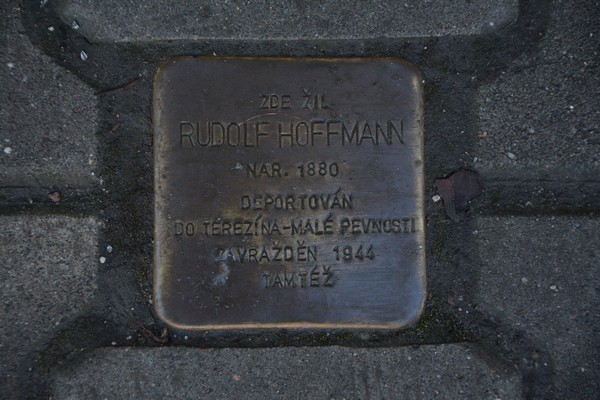 ZDE ŽIL
RUDOLF HOFFMANN
NAR. 1880
DEPORTOVÁN
DO TEREZÍNA-MALÉ PEVNOSTI
ZAVRAŽDĚN 1944
TAMTÉŽ